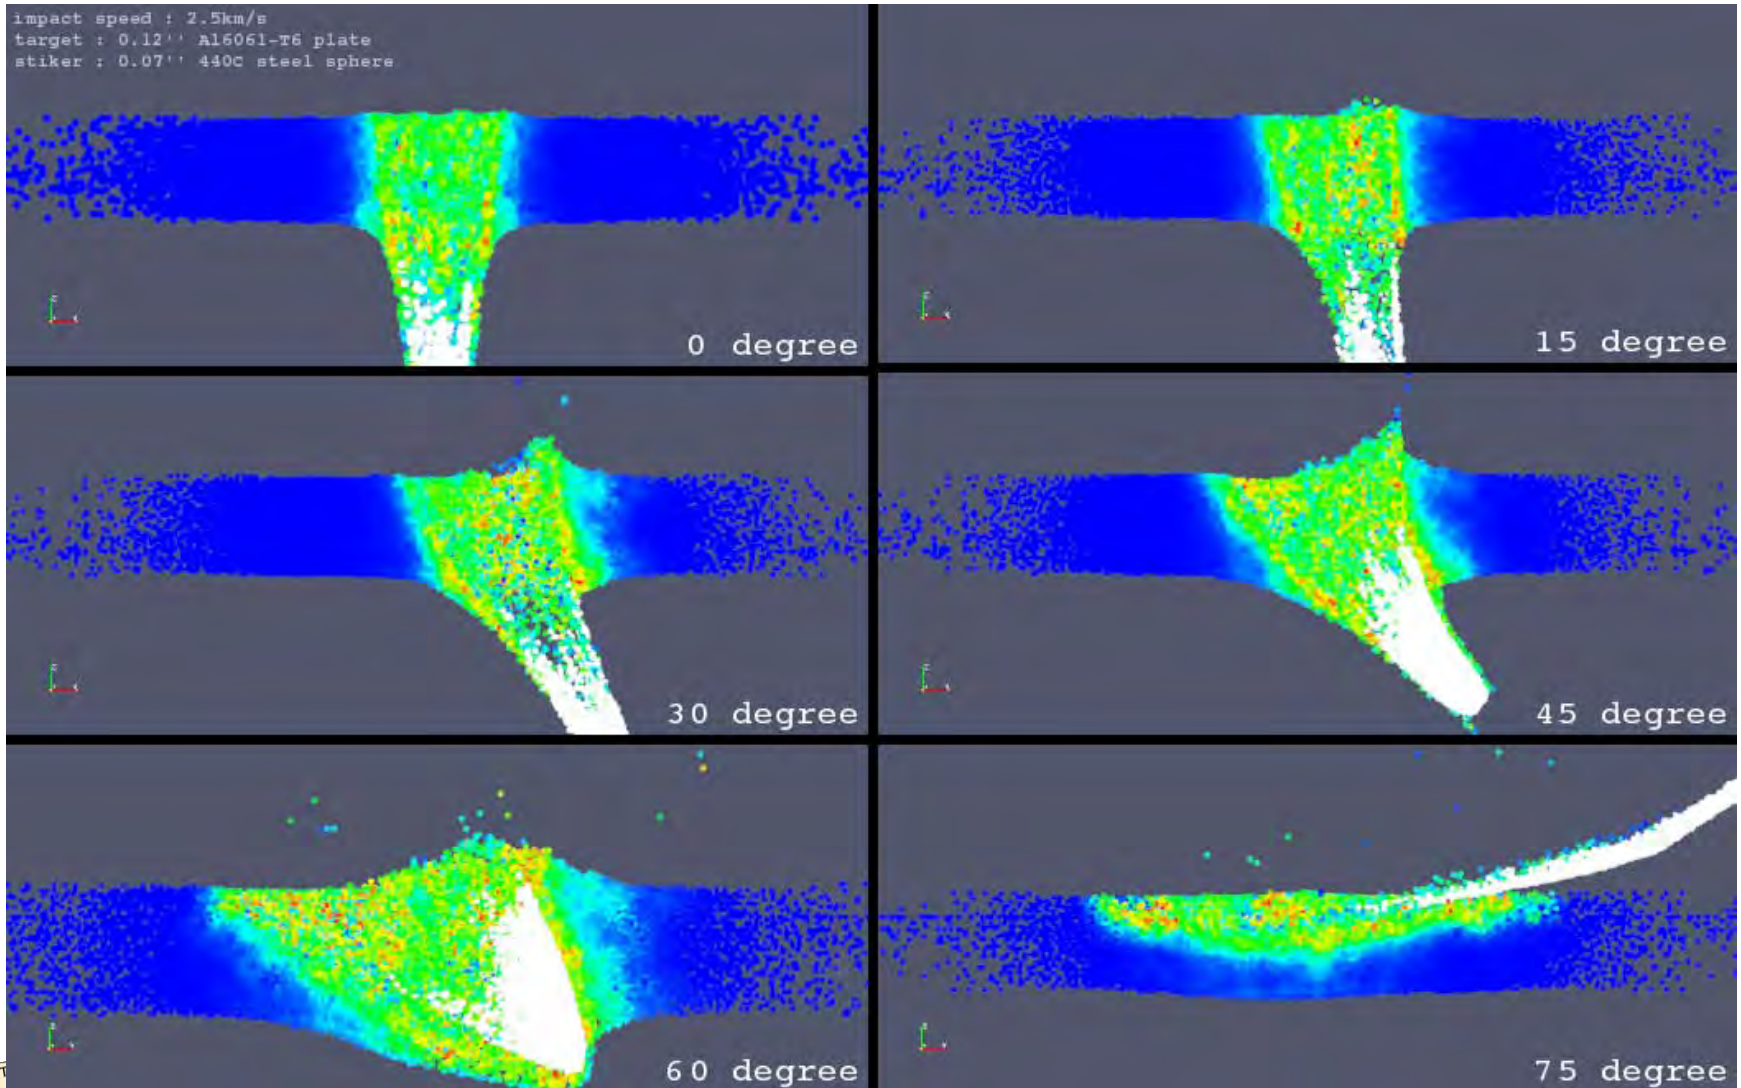 impact speed : 2.5km/s
target : 0.12'' Al6061-T6 plate
stiker : 0.07'' 440C steel sphere
0 degree
15 degree
30 degree
45 degree
60 degree
75 degree